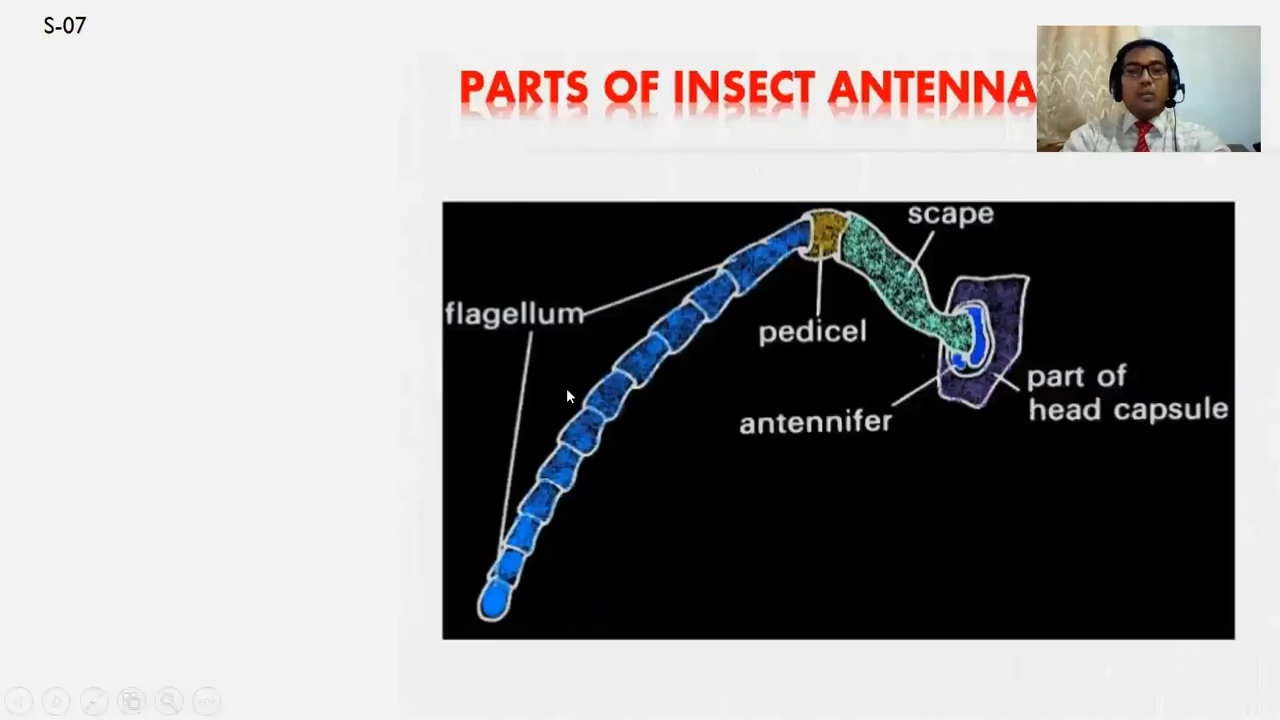 S-07
PARTS OF INSECT ANTENNA
scape
flagellum
pedicel
part of
head capsule
antennifer